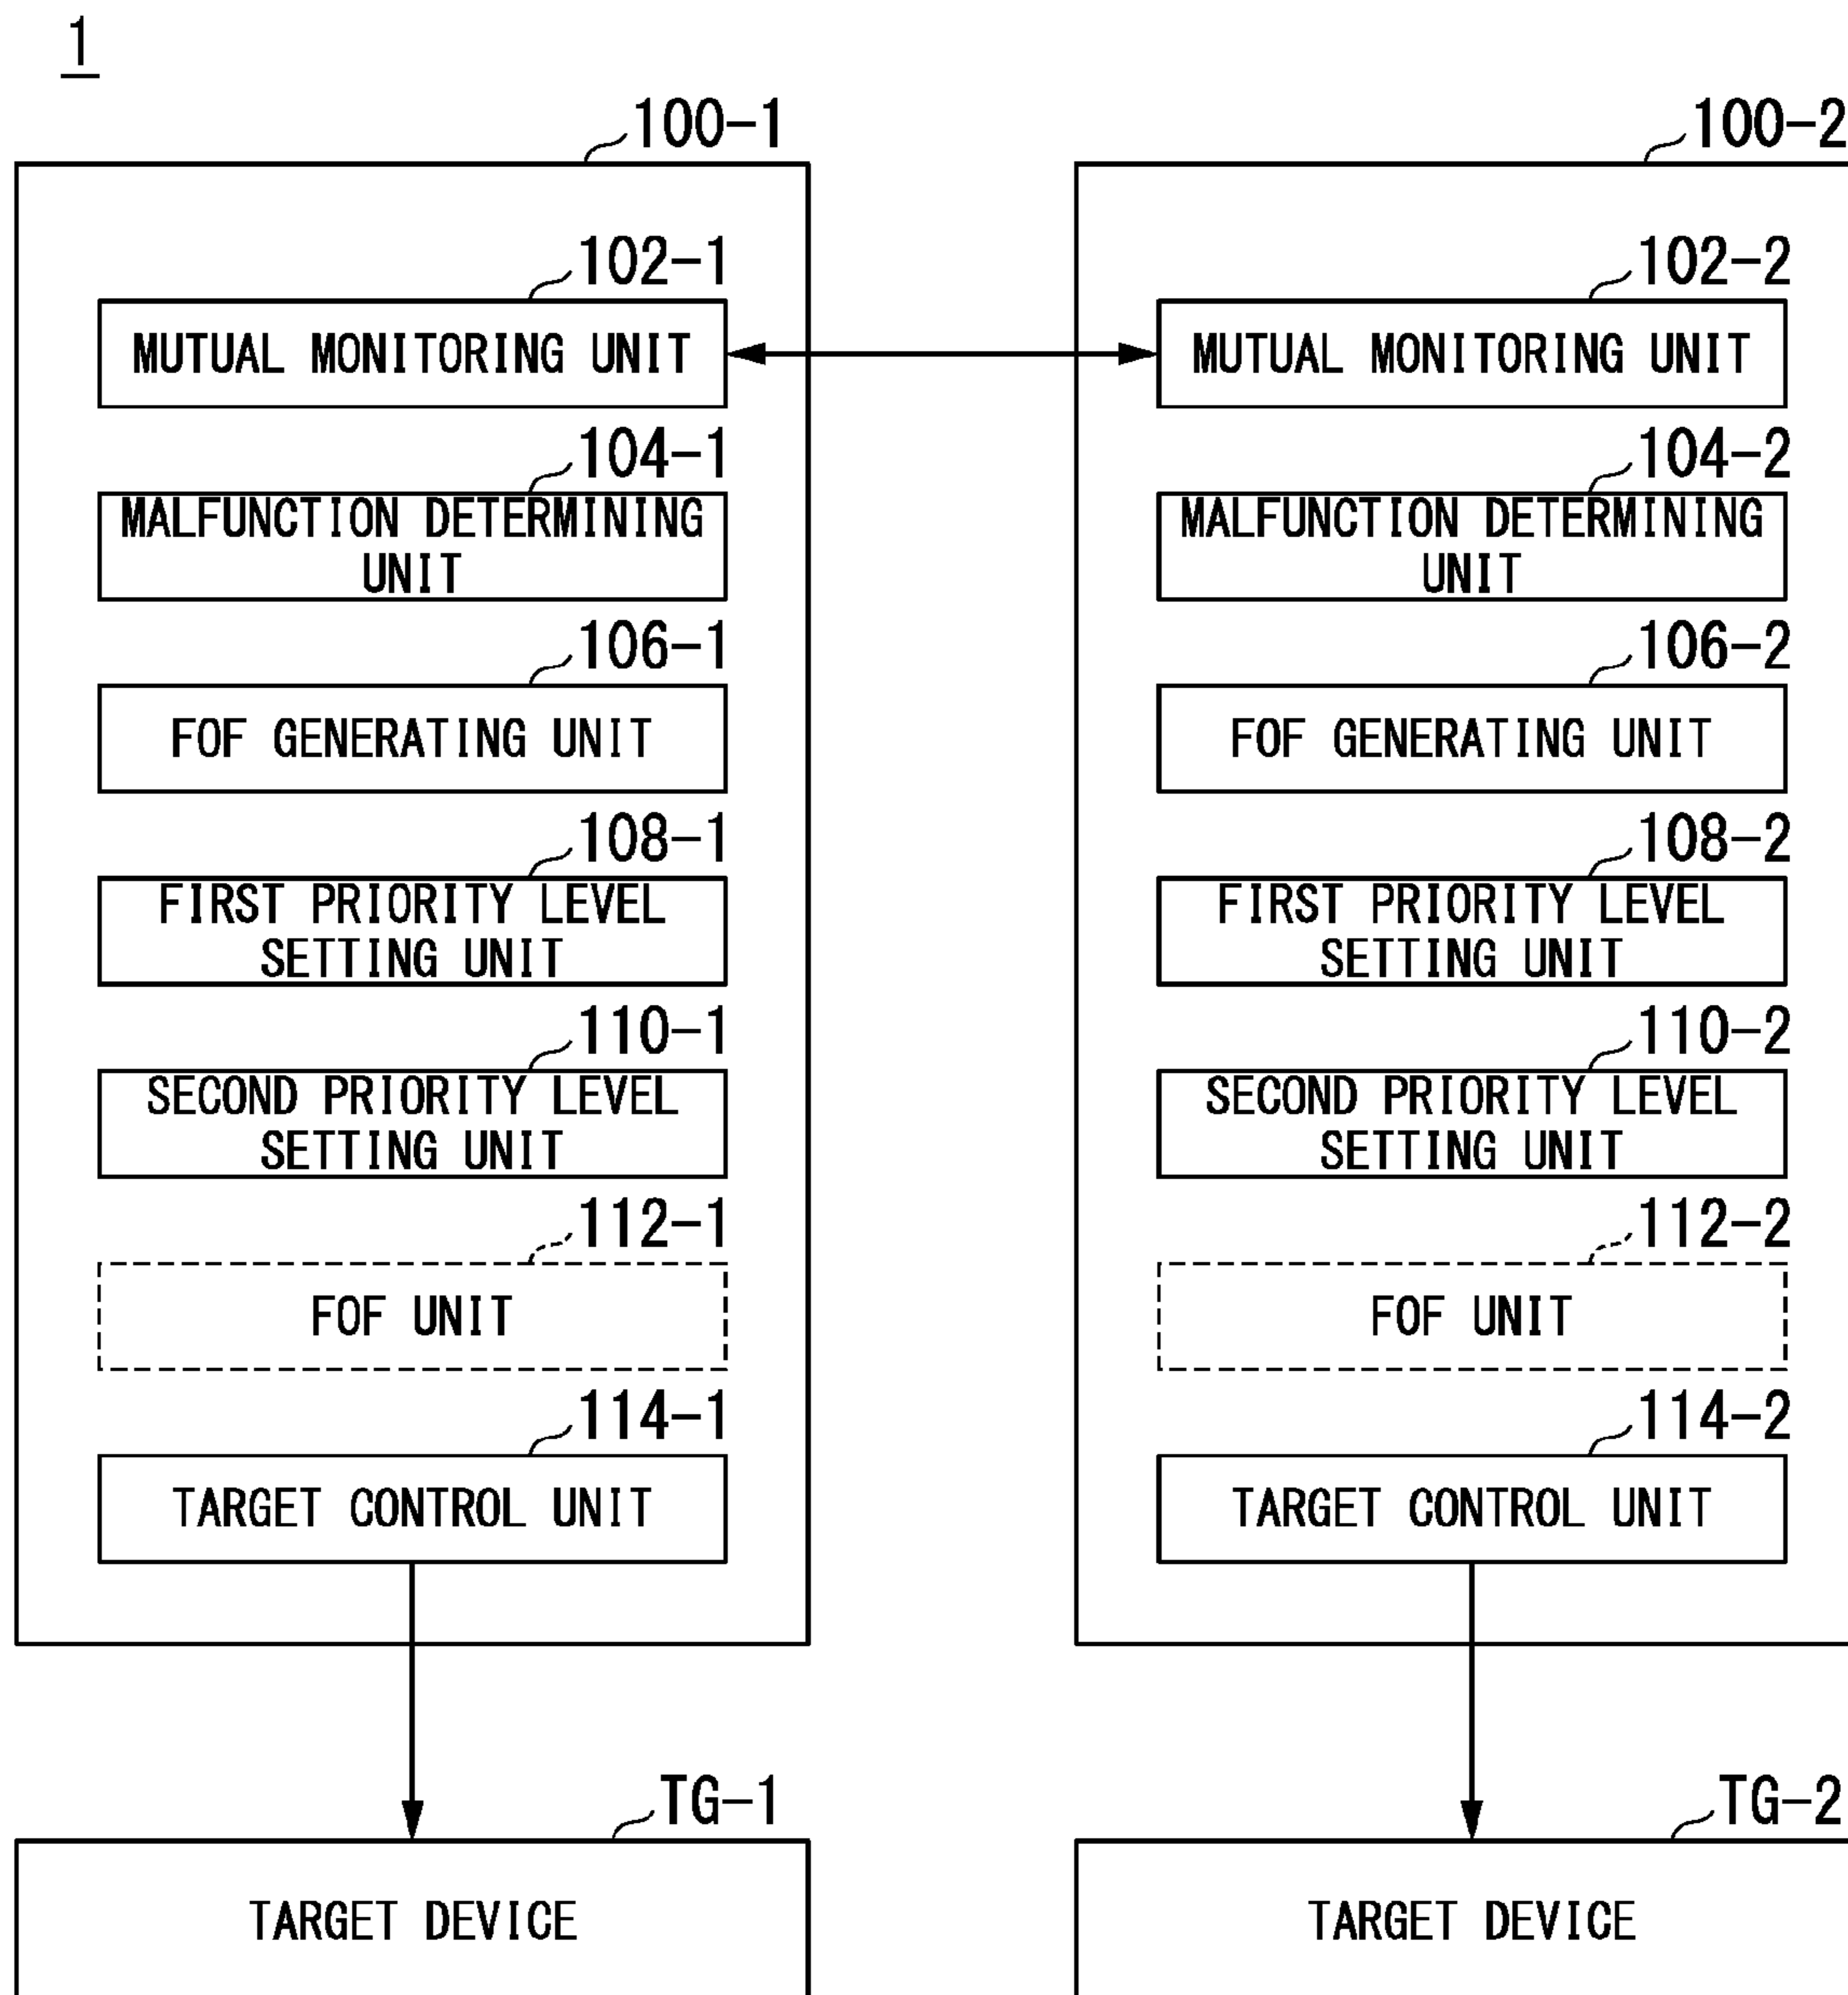 1
100-1
100-2
102-1
102-2
MUTUAL MONITORING UNIT
MUTUAL MONITORING UNIT
104-1
104-2
MALFUNCTION DETERMINING
UNIT
MALFUNCTION DETERMINING
UNIT
106-1
106-2
FOF GENERATING UNIT
FOF GENERATING UNIT
108-1
108-2
FIRST PRIORITY LEVEL
SETTING UNIT
FIRST PRIORITY LEVEL
SETTING UNIT
110-1
110-2
SECOND PRIORITY LEVEL
SETTING UNIT
SECOND PRIORITY LEVEL
SETTING UNIT
112-1
112-2
FOF UNIT
FOF UNIT
114-1
114-2
TARGET CONTROL UNIT
TARGET CONTROL UNIT
TG-1
TG-2
TARGET DEVICE
TARGET DEVICE